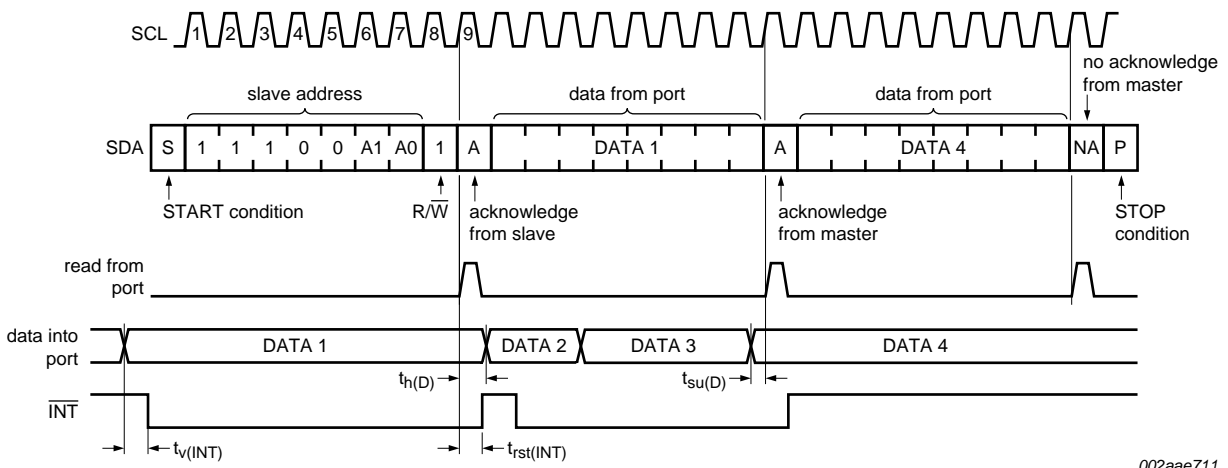 SCL 1 2 3 4 5 6 7 8 9
no acknowledge
from master
slave address data from port data from port
SDA S 1 1 1 0 0 A1 A0 1 A DATA 1 A DATA 4 NA P
START condition R/W̅ acknowledge
from slave
acknowledge
from master
STOP
condition
read from
port
data into
port
DATA 1 DATA 2 DATA 3 DATA 4
th(D) tsu(D)
I̅N̅T̅
tv(INT) trst(INT)
002aae711